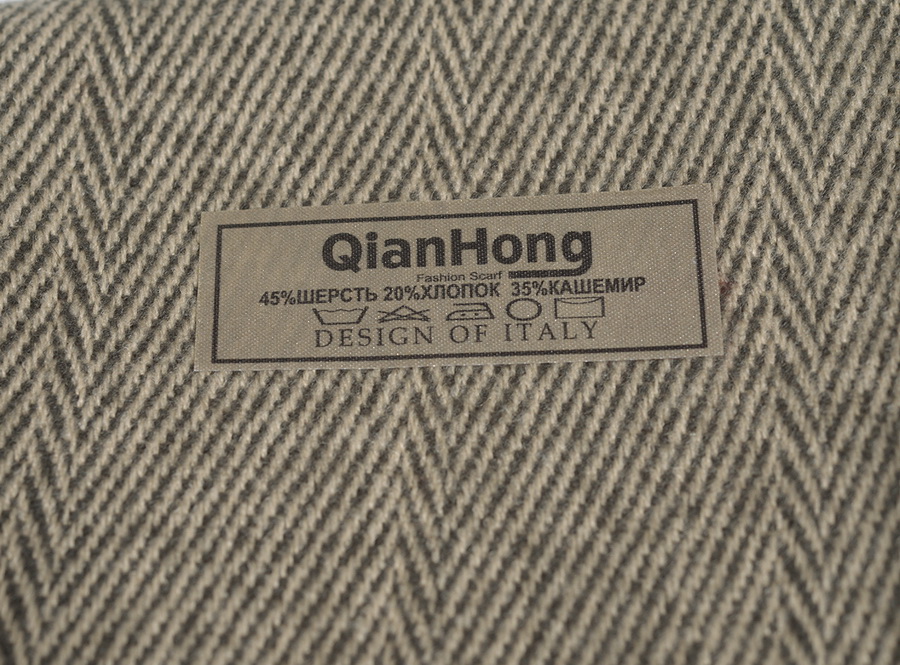 QianHong
Fashion Scarf
45%ШЕРСТЬ 20%ХЛОПОК 35%КАШЕМИР
DESIGN OF ITALY